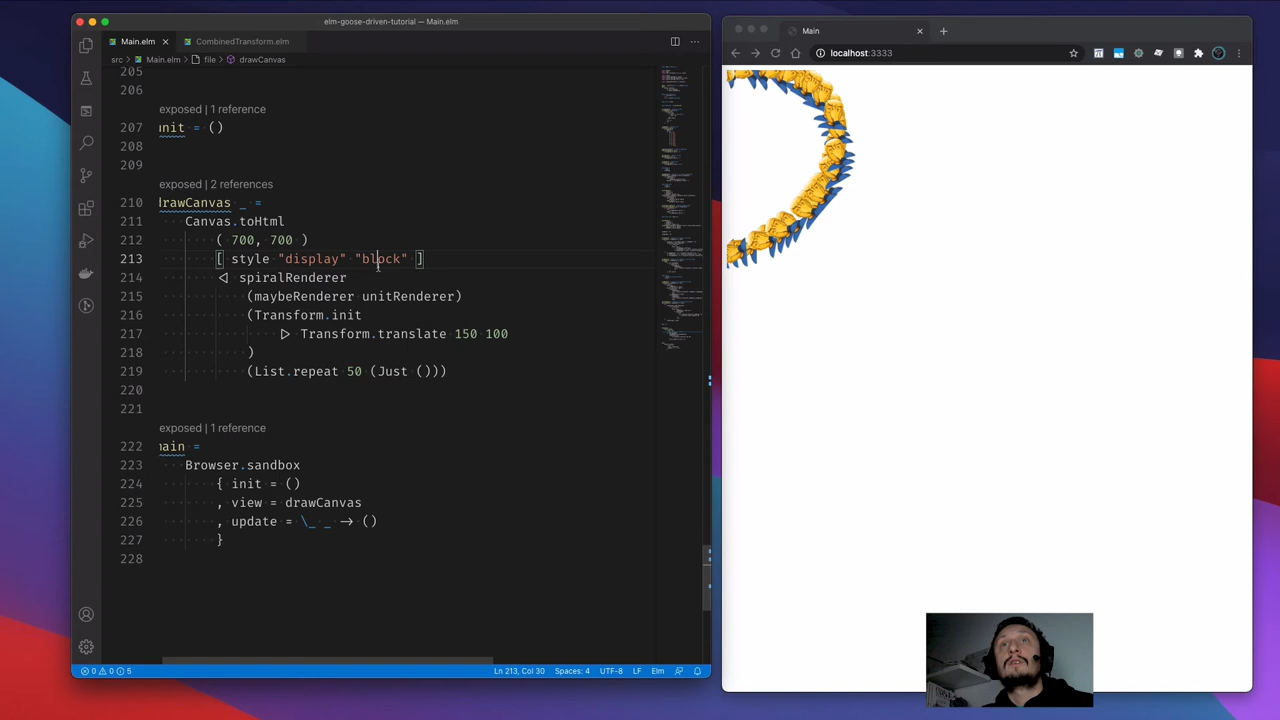 elm-goose-driven-tutorial — Main.elm
Main.elm
CombinedTransform.elm
src > Main.elm > file > drawCanvas
205
206
exposed | 1 reference
207 unit = ()
208
209
exposed | 2 references
210 drawCanvas _ =
211 Canvas.toHtml
212 ( 700, 700 )
213 [ style "display" "block" ]
214 <| spiralRenderer
215 (maybeRenderer unitRenderer)
216 (Transform.init
217 |> Transform.translate 150 100
218 )
219 (List.repeat 50 (Just ()))
220
221
exposed | 1 reference
222 main =
223 Browser.sandbox
224 { init = ()
225 , view = drawCanvas
226 , update = \_ _ -> ()
227 }
228
0 0 5
Ln 213, Col 30
Spaces: 4
UTF-8
LF
Elm
Main
localhost:3333